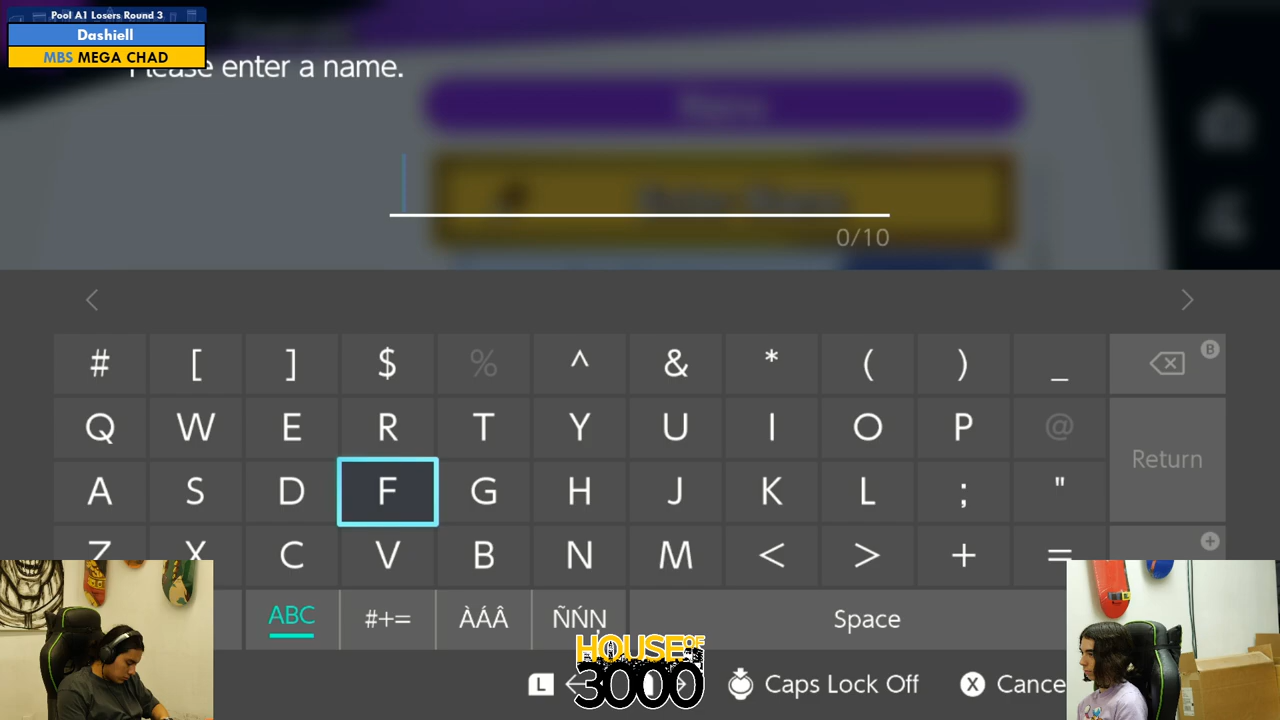 Pool A1 Losers Round 3
Dashiell
MBS MEGA CHAD
Please enter a name.
0/10
# [ ] $ % ^ & * ( ) _ B
Q W E R T Y U I O P @
Return
A S D F G H J K L ; "
Z X C V B N M < > + =
ABC #+= ÀÁÂ ÑŃŅ Space
HOUSE OF
3000
L Caps Lock Off X Cance